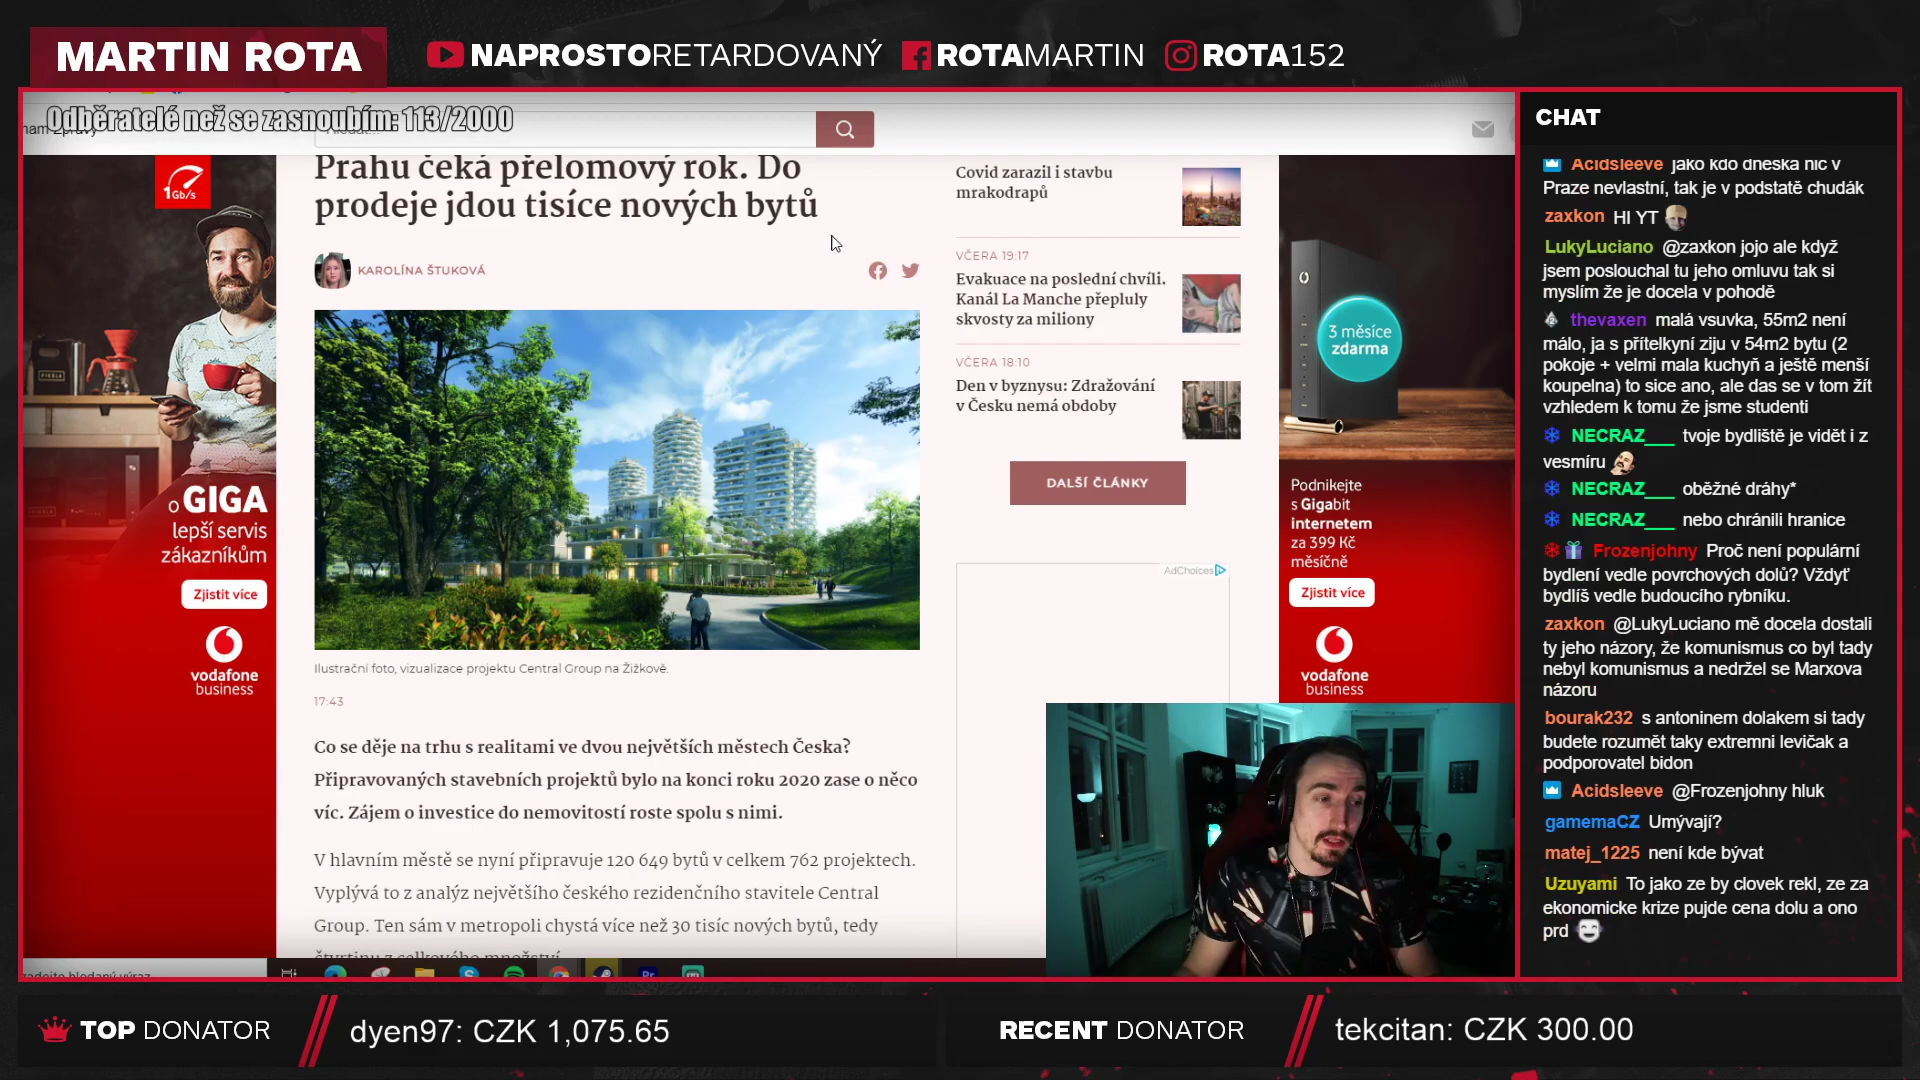 MARTIN ROTA
NAPROSTORETARDOVANÝ
ROTAMARTIN
ROTA152
Odběratelé než se zasnoubím: 113/2000
Prahu čeká přelomový rok. Do
prodeje jdou tisíce nových bytů
KAROLÍNA ŠTUKOVÁ
Ilustrační foto, vizualizace projektu Central Group na Žižkově.
17:43
Co se děje na trhu s realitami ve dvou největších městech Česka?
Připravovaných stavebních projektů bylo na konci roku 2020 zase o něco
víc. Zájem o investice do nemovitostí roste spolu s nimi.
V hlavním městě se nyní připravuje 120 649 bytů v celkem 762 projektech.
Vyplývá to z analýz největšího českého rezidenčního stavitele Central
Group. Ten sám v metropoli chystá více než 30 tisíc nových bytů, tedy
čtvrtinu z celkového množství.
1Gb/s
o GIGA
lepší servis
zákazníkům
Zjistit více
vodafone
business
Covid zarazil i stavbu
mrakodrapů
VČERA 19:17
Evakuace na poslední chvíli.
Kanál La Manche přepluly
skvosty za miliony
VČERA 18:10
Den v byznysu: Zdražování
v Česku nemá obdoby
DALŠÍ ČLÁNKY
AdChoices
3 měsíce
zdarma
Podnikejte
s Gigabit
internetem
za 399 Kč
měsíčně
Zjistit více
vodafone
business
CHAT
Acidsleeve jako kdo dneska nic v
Praze nevlastní, tak je v podstatě chudák
zaxkon HI YT
LukyLuciano @zaxkon jojo ale když
jsem poslouchal tu jeho omluvu tak si
myslím že je docela v pohodě
thevaxen malá vsuvka, 55m2 není
málo, ja s přítelkyní ziju v 54m2 bytu (2
pokoje + velmi mala kuchyň a ještě menší
koupelna) to sice ano, ale das se v tom žít
vzhledem k tomu že jsme studenti
NECRAZ___ tvoje bydliště je vidět i z
vesmíru
NECRAZ___ oběžné dráhy*
NECRAZ___ nebo chránili hranice
Frozenjohny Proč není populární
bydlení vedle povrchových dolů? Vždyť
bydlíš vedle budoucího rybníku.
zaxkon @LukyLuciano mě docela dostali
ty jeho názory, že komunismus co byl tady
nebyl komunismus a nedržel se Marxova
názoru
bourak232 s antoninem dolakem si tady
budete rozumět taky extremni levičak a
podporovatel bidon
Acidsleeve @Frozenjohny hluk
gamemaCZ Umývají?
matej_1225 není kde bývat
Uzuyami To jako ze by clovek rekl, ze za
ekonomicke krize pujde cena dolu a ono
prd
TOP DONATOR
dyen97: CZK 1,075.65
RECENT DONATOR
tekcitan: CZK 300.00